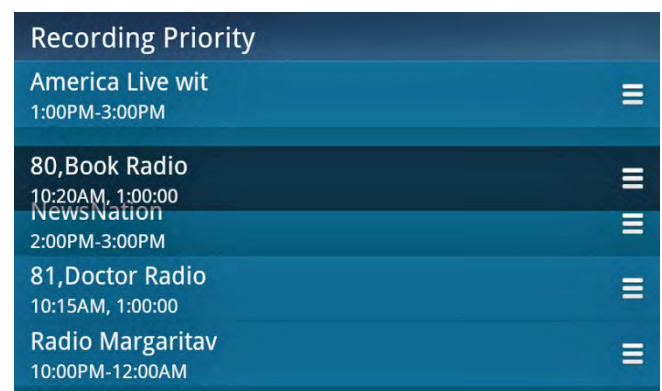 Recording Priority
America Live wit
1:00PM-3:00PM
80,Book Radio
10:20AM, 1:00:00
NewsNation
2:00PM-3:00PM
81,Doctor Radio
10:15AM, 1:00:00
Radio Margaritav
10:00PM-12:00AM